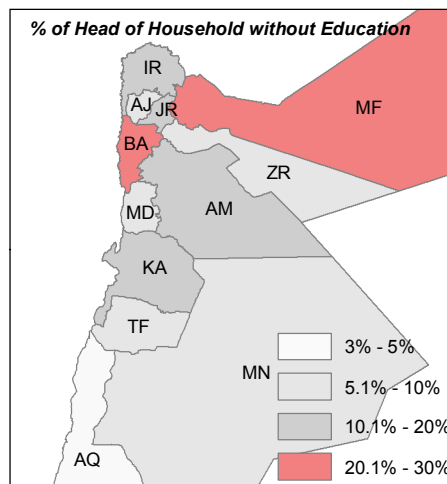 % of Head of Household without Education
IR
AJ
JR
MF
BA
ZR
MD
AM
KA
TF
3% - 5%
5.1% - 10%
MN
10.1% - 20%
AQ
20.1% - 30%